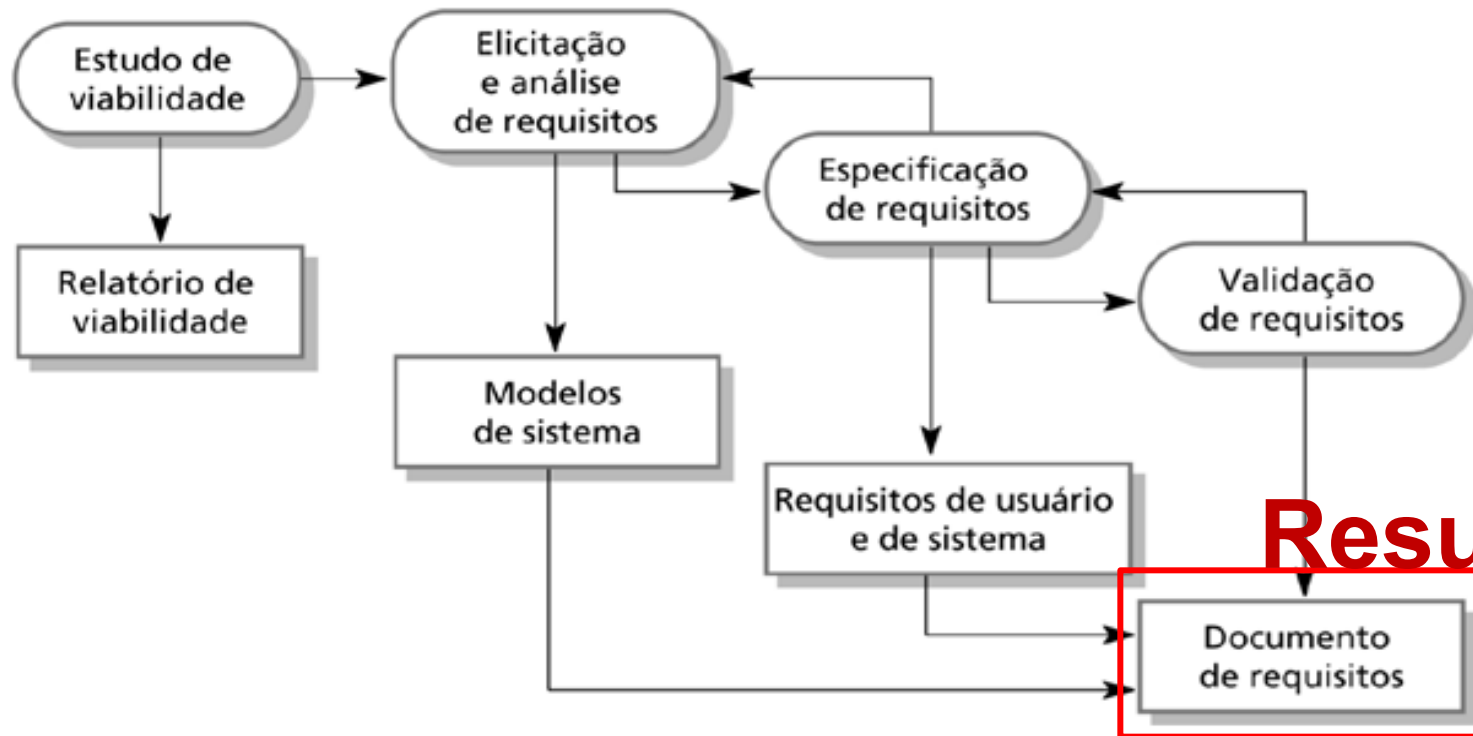 Estudo de
viabilidade
Elicitação
e análise
de requisitos
Especificação
de requisitos
Validação
de requisitos
Relatório de
viabilidade
Modelos
de sistema
Requisitos de usuário
e de sistema
Resu
Documento
de requisitos